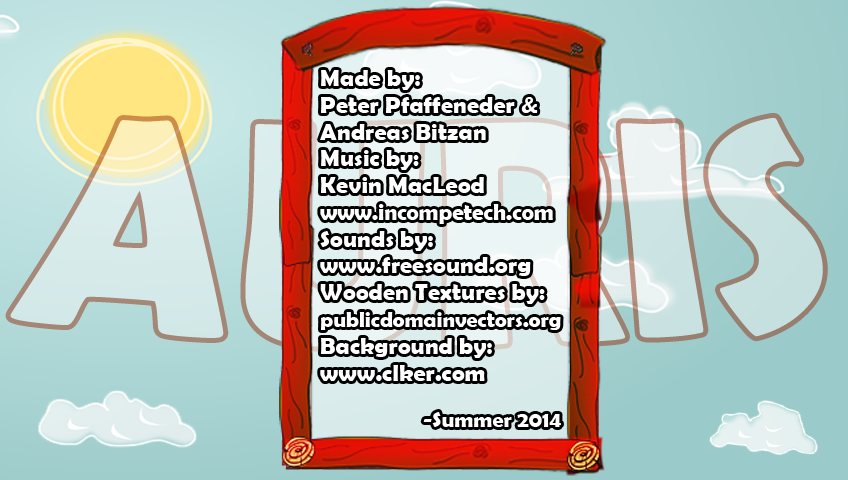 AURIS
Made by:
Peter Pfaffeneder &
Andreas Bitzan
Music by:
Kevin MacLeod
www.incompetech.com
Sounds by:
www.freesound.org
Wooden Textures by:
publicdomainvectors.org
Background by:
www.clker.com
-Summer 2014